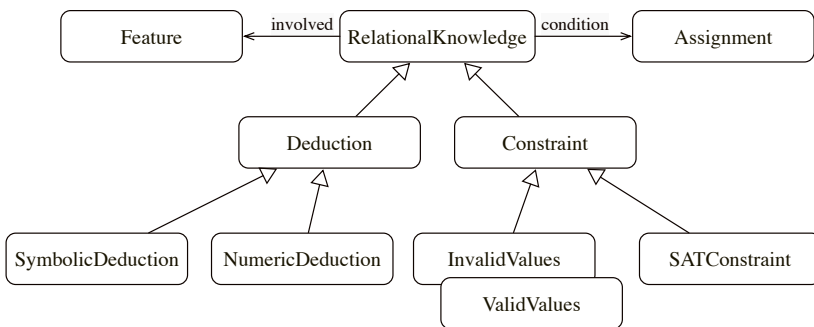 Feature
involved
RelationalKnowledge
condition
Assignment
Deduction
Constraint
SymbolicDeduction
NumericDeduction
InvalidValues
SATConstraint
ValidValues